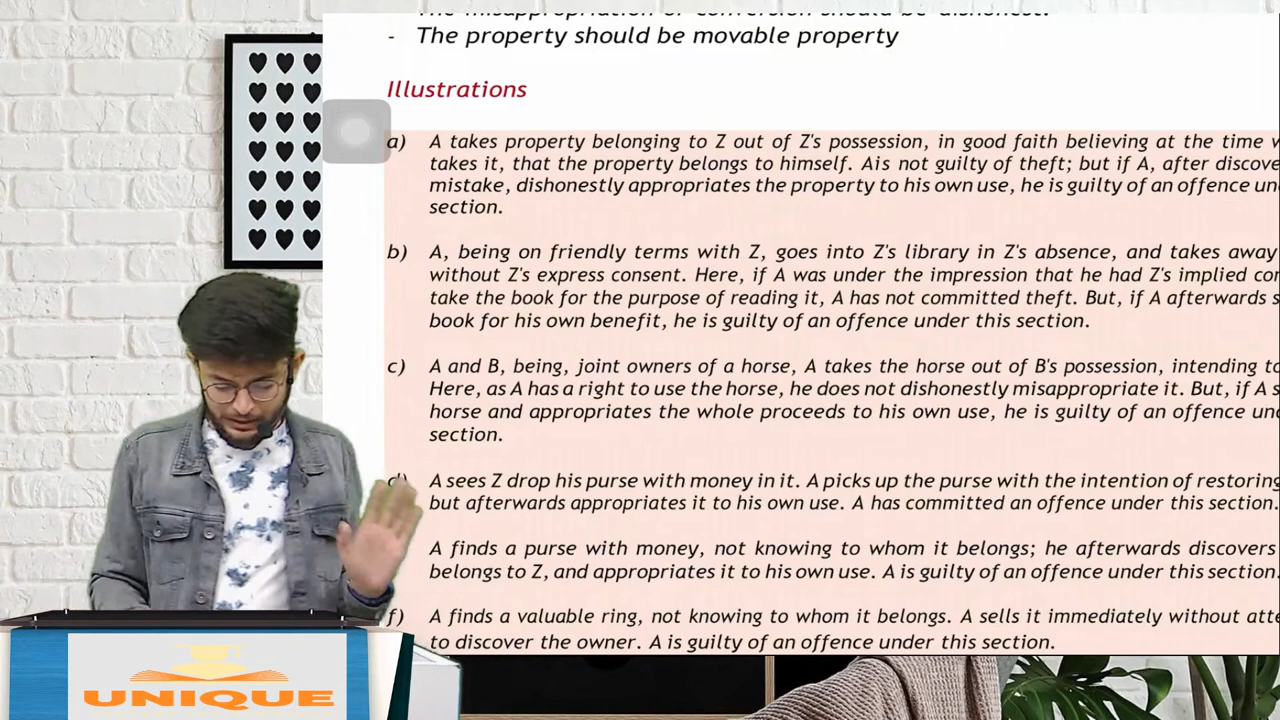 - The property should be movable property
Illustrations
a) A takes property belonging to Z out of Z's possession, in good faith believing at the time
takes it, that the property belongs to himself. Ais not guilty of theft; but if A, after
mistake, dishonestly appropriates the property to his own use, he is guilty of an offence
section.
b) A, being on friendly terms with Z, goes into Z's library in Z's absence, and takes away
without Z's express consent. Here, if A was under the impression that he had Z's implied
take the book for the purpose of reading it, A has not committed theft. But, if A afterwards
book for his own benefit, he is guilty of an offence under this section.
c) A and B, being, joint owners of a horse, A takes the horse out of B's possession, intending
Here, as A has a right to use the horse, he does not dishonestly misappropriate it. But, if A
horse and appropriates the whole proceeds to his own use, he is guilty of an offence
section.
A sees Z drop his purse with money in it. A picks up the purse with the intention of restoring
but afterwards appropriates it to his own use. A has committed an offence under this section.
A finds a purse with money, not knowing to whom it belongs; he afterwards discovers
belongs to Z, and appropriates it to his own use. A is guilty of an offence under this section.
f) A finds a valuable ring, not knowing to whom it belongs. A sells it immediately without
to discover the owner. A is guilty of an offence under this section.
UNIQUE